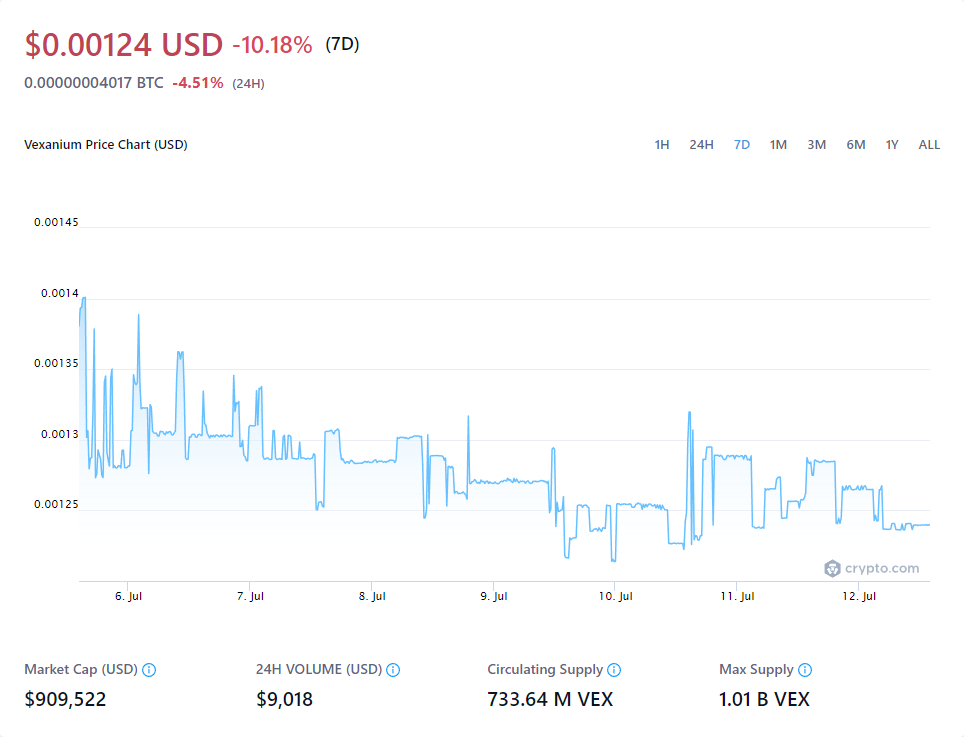 $0.00124 USD -10.18% (7D)
0.00000004017 BTC -4.51% (24H)
Vexanium Price Chart (USD) 1H 24H 7D 1M 3M 6M 1Y ALL
0.00145
0.0014
0.00135
0.0013
0.00125
crypto.com
6. Jul 7. Jul 8. Jul 9. Jul 10. Jul 11. Jul 12. Jul
Market Cap (USD) 24H VOLUME (USD) Circulating Supply Max Supply
$909,522 $9,018 733.64 M VEX 1.01 B VEX